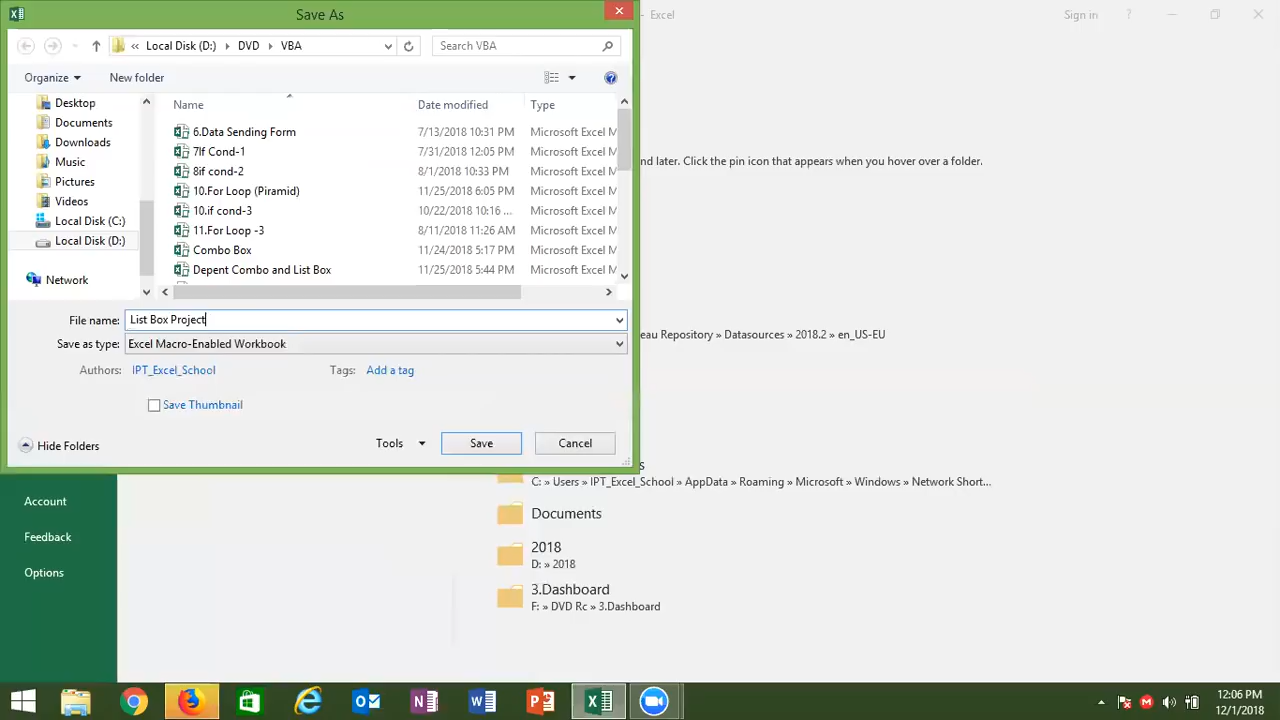 Save As
- Excel
Sign in
?
« Local Disk (D:) DVD VBA
Search VBA
Organize
New folder
Desktop
Documents
Downloads
Music
Pictures
Videos
Local Disk (C:)
Local Disk (D:)
Network
Name Date modified Type
6.Data Sending Form 7/13/2018 10:31 PM Microsoft Excel M
7If Cond-1 7/31/2018 12:05 PM Microsoft Excel M
8if cond-2 8/1/2018 10:33 PM Microsoft Excel M
10.For Loop (Piramid) 11/25/2018 6:05 PM Microsoft Excel M
10.if cond-3 10/22/2018 10:16 ... Microsoft Excel M
11.For Loop -3 8/11/2018 11:26 AM Microsoft Excel M
Combo Box 11/24/2018 5:17 PM Microsoft Excel M
Depent Combo and List Box 11/25/2018 5:44 PM Microsoft Excel M
File name: List Box Project
Save as type: Excel Macro-Enabled Workbook
Authors: IPT_Excel_School
Tags: Add a tag
Save Thumbnail
Hide Folders
Tools
Save
Cancel
nd later. Click the pin icon that appears when you hover over a folder.
eau Repository » Datasources » 2018.2 » en_US-EU
s
C: » Users » IPT_Excel_School » AppData » Roaming » Microsoft » Windows » Network Short...
Documents
2018
D: » 2018
3.Dashboard
F: » DVD Rc » 3.Dashboard
Account
Feedback
Options
12:06 PM
12/1/2018